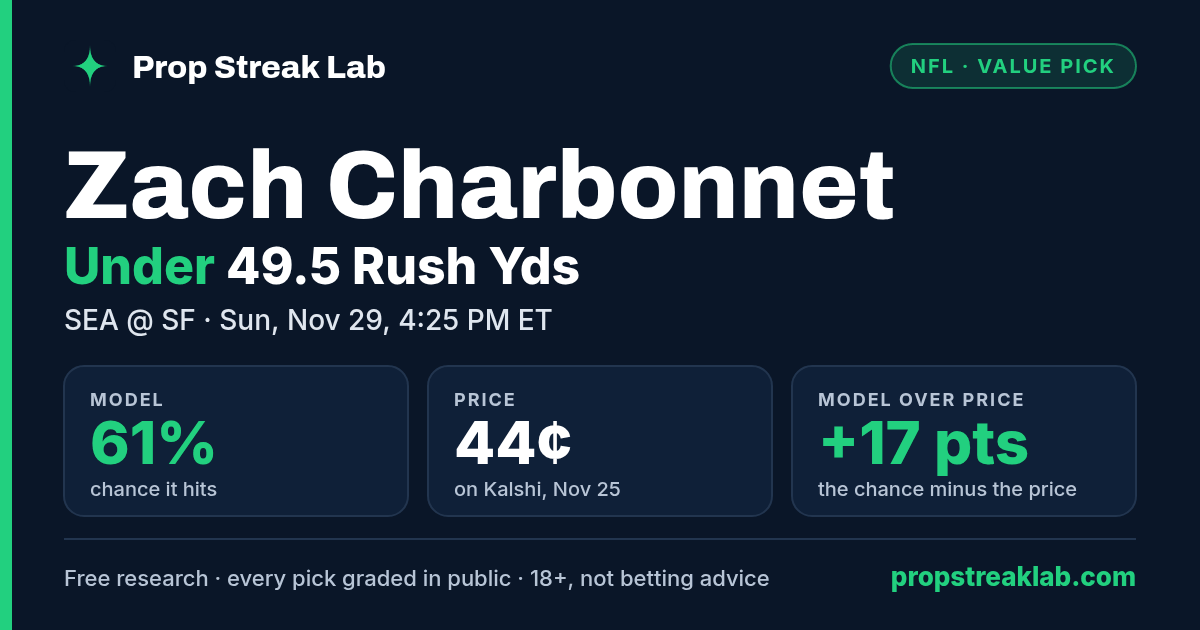 Prop Streak Lab
NFL · VALUE PICK
Zach Charbonnet
Under 49.5 Rush Yds
SEA @ SF · Sun, Nov 29, 4:25 PM ET
MODEL
61%
chance it hits
PRICE
44¢
on Kalshi, Nov 25
MODEL OVER PRICE
+17 pts
the chance minus the price
Free research · every pick graded in public · 18+, not betting advice
propstreaklab.com